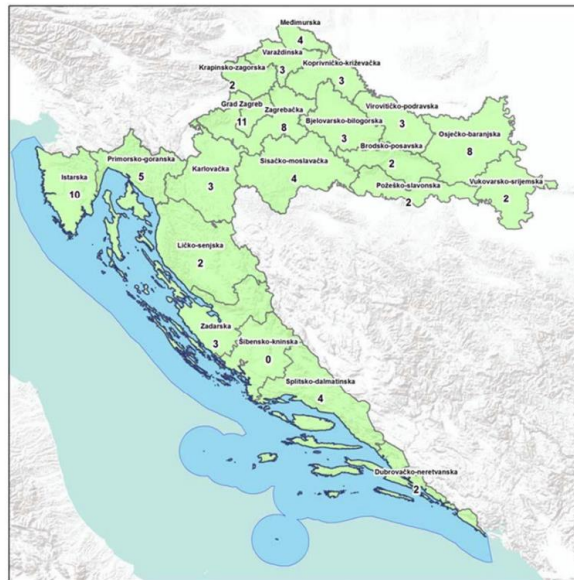 Međimurska
4
Varaždinska
3
Koprivničko-križevačka
3
Krapinsko-zagorska
2
Grad Zagreb
11
Zagrebačka
8
Bjelovarsko-bilogorska
3
Virovitičko-podravska
3
Osječko-baranjska
8
Brodsko-posavska
2
Primorsko-goranska
5
Istarska
10
Karlovačka
3
Sisačko-moslavačka
4
Požeško-slavonska
2
Vukovarsko-srijemska
2
Ličko-senjska
2
Zadarska
3
Šibensko-kninska
0
Splitsko-dalmatinska
4
Dubrovačko-neretvanska
2